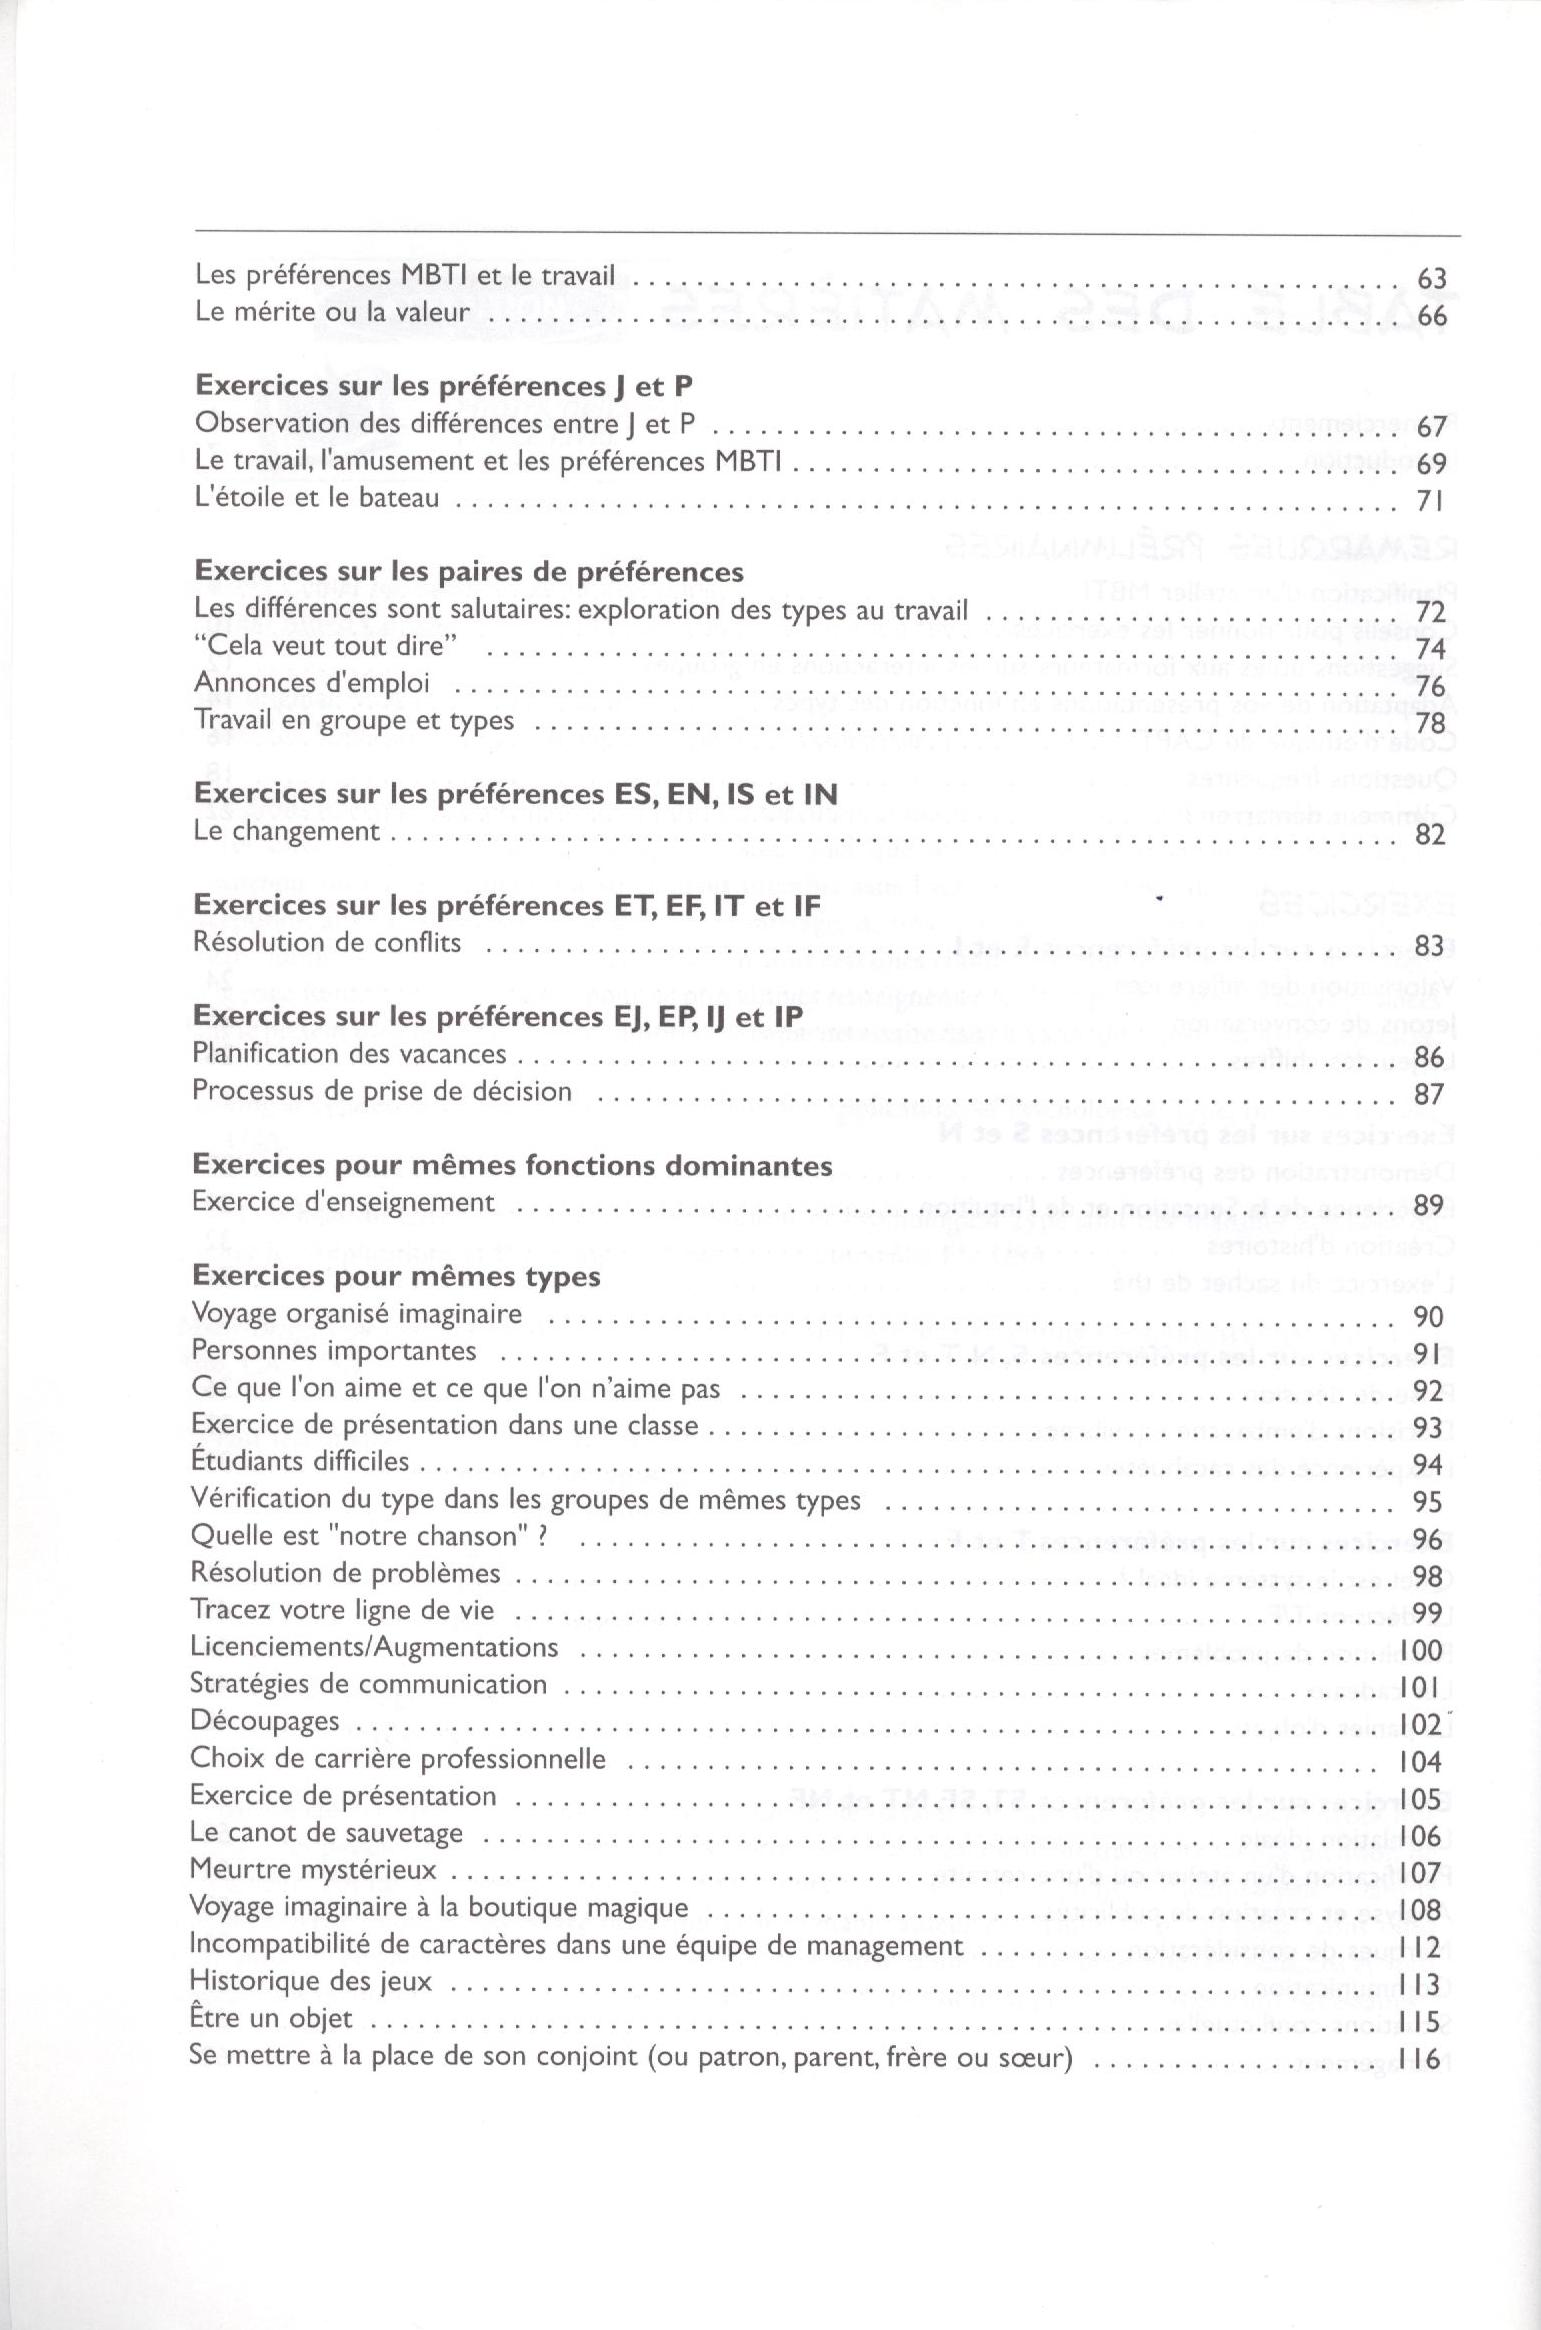 Les préférences MBTI et le travail . . . . . . . . . . 63
Le mérite ou la valeur . . . . . . . . . . 66
Exercices sur les préférences J et P
Observation des différences entre J et P . . . . . . . . . . 67
Le travail, l'amusement et les préférences MBTI . . . . . . . . . . 69
L'étoile et le bateau . . . . . . . . . . 71
Exercices sur les paires de préférences
Les différences sont salutaires: exploration des types au travail . . . . . . . . . . 72
“Cela veut tout dire” . . . . . . . . . . 74
Annonces d'emploi . . . . . . . . . . 76
Travail en groupe et types . . . . . . . . . . 78
Exercices sur les préférences ES, EN, IS et IN
Le changement . . . . . . . . . . 82
Exercices sur les préférences ET, EF, IT et IF
Résolution de conflits . . . . . . . . . . 83
Exercices sur les préférences EJ, EP, IJ et IP
Planification des vacances . . . . . . . . . . 86
Processus de prise de décision . . . . . . . . . . 87
Exercices pour mêmes fonctions dominantes
Exercice d'enseignement . . . . . . . . . . 89
Exercices pour mêmes types
Voyage organisé imaginaire . . . . . . . . . . 90
Personnes importantes . . . . . . . . . . 91
Ce que l'on aime et ce que l'on n’aime pas . . . . . . . . . . 92
Exercice de présentation dans une classe . . . . . . . . . . 93
Étudiants difficiles . . . . . . . . . . 94
Vérification du type dans les groupes de mêmes types . . . . . . . . . . 95
Quelle est "notre chanson" ? . . . . . . . . . . 96
Résolution de problèmes . . . . . . . . . . 98
Tracez votre ligne de vie . . . . . . . . . . 99
Licenciements/Augmentations . . . . . . . . . . 100
Stratégies de communication . . . . . . . . . . 101
Découpages . . . . . . . . . . 102
Choix de carrière professionnelle . . . . . . . . . . 104
Exercice de présentation . . . . . . . . . . 105
Le canot de sauvetage . . . . . . . . . . 106
Meurtre mystérieux . . . . . . . . . . 107
Voyage imaginaire à la boutique magique . . . . . . . . . . 108
Incompatibilité de caractères dans une équipe de management . . . . . . . . . . 112
Historique des jeux . . . . . . . . . . 113
Être un objet . . . . . . . . . . 115
Se mettre à la place de son conjoint (ou patron, parent, frère ou sœur) . . . . . . . . . . 116